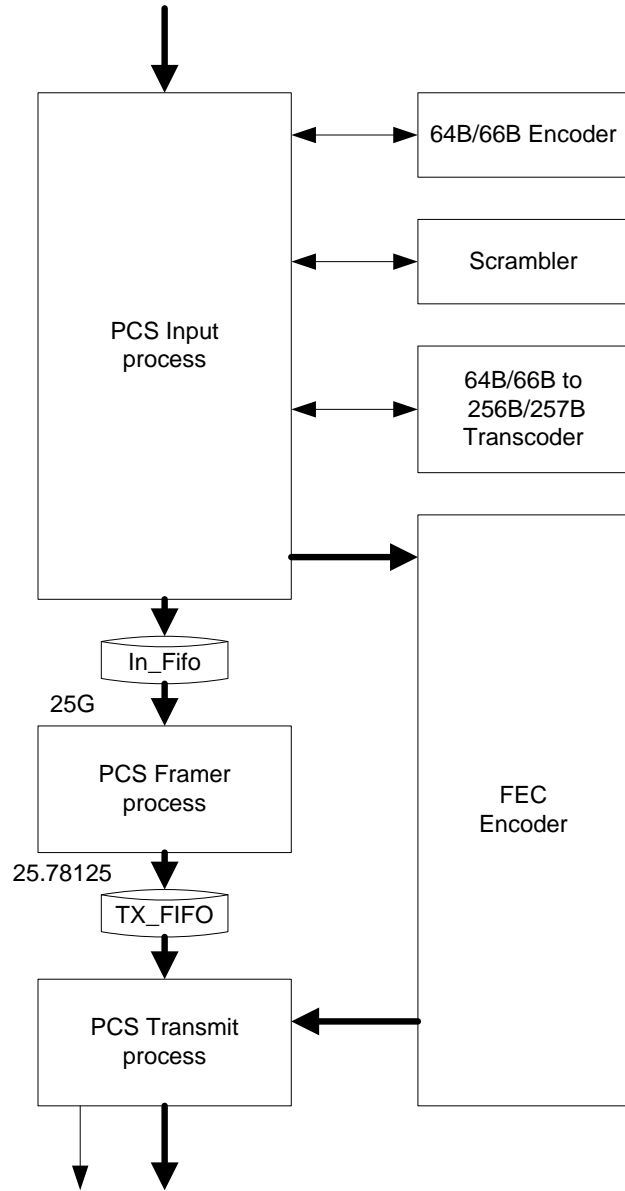 64B/66B Encoder
Scrambler
PCS Input
process
64B/66B to
256B/257B
Transcoder
In_Fifo
25G
PCS Framer
process
FEC
Encoder
25.78125
TX_FIFO
PCS Transmit
process